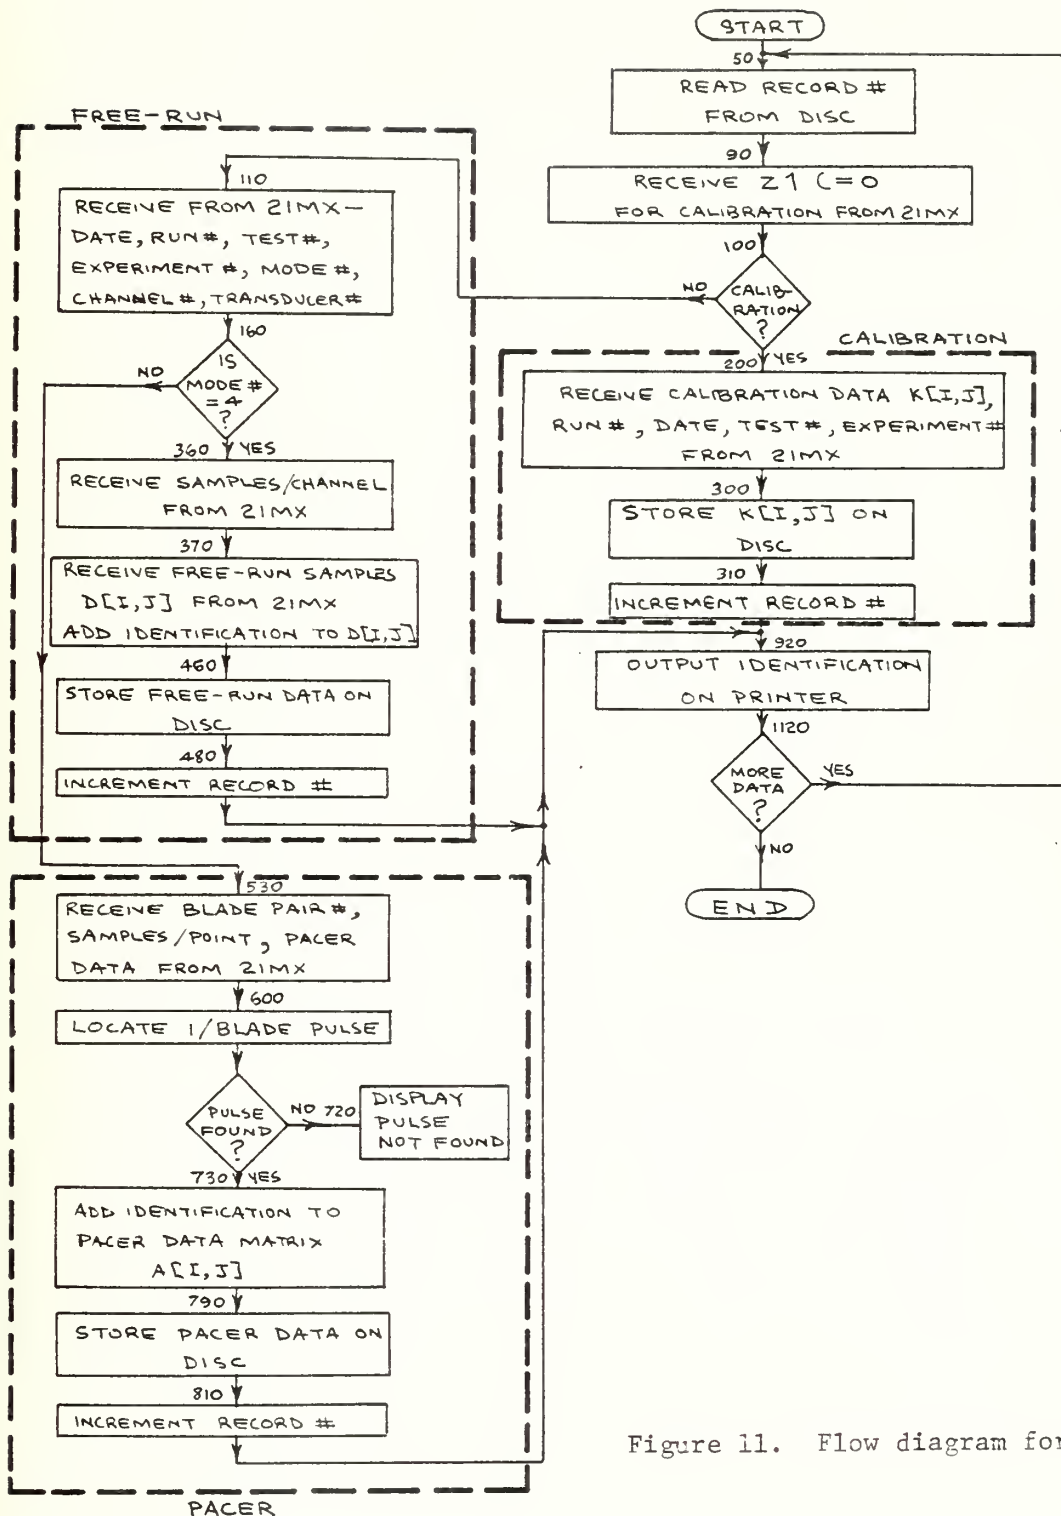 START
50
READ RECORD #
FROM DISC
90
RECEIVE Z1 (=0
FOR CALIBRATION FROM 21MX
100
NO
CALIB-
RATION
?
CALIBRATION
200 YES
RECEIVE CALIBRATION DATA K[I,J],
RUN #, DATE, TEST #, EXPERIMENT #
FROM 21MX
300
STORE K[I,J] ON
DISC
310
INCREMENT RECORD #
920
OUTPUT IDENTIFICATION
ON PRINTER
1120
MORE
DATA
?
YES
NO
END
FREE-RUN
110
RECEIVE FROM 21MX-
DATE, RUN #, TEST #,
EXPERIMENT #, MODE #,
CHANNEL #, TRANSDUCER #
160
NO
IS
MODE #
=4
?
360 YES
RECEIVE SAMPLES/CHANNEL
FROM 21MX
370
RECEIVE FREE-RUN SAMPLES
D[I,J] FROM 21MX
ADD IDENTIFICATION TO D[I,J]
460
STORE FREE-RUN DATA ON
DISC
480
INCREMENT RECORD #
530
RECEIVE BLADE PAIR #,
SAMPLES/POINT, PACER
DATA FROM 21MX
600
LOCATE 1/BLADE PULSE
PULSE
FOUND
?
NO 720
DISPLAY
PULSE
NOT FOUND
730 YES
ADD IDENTIFICATION TO
PACER DATA MATRIX
A[I,J]
790
STORE PACER DATA ON
DISC
810
INCREMENT RECORD #
PACER
Figure 11. Flow diagram for